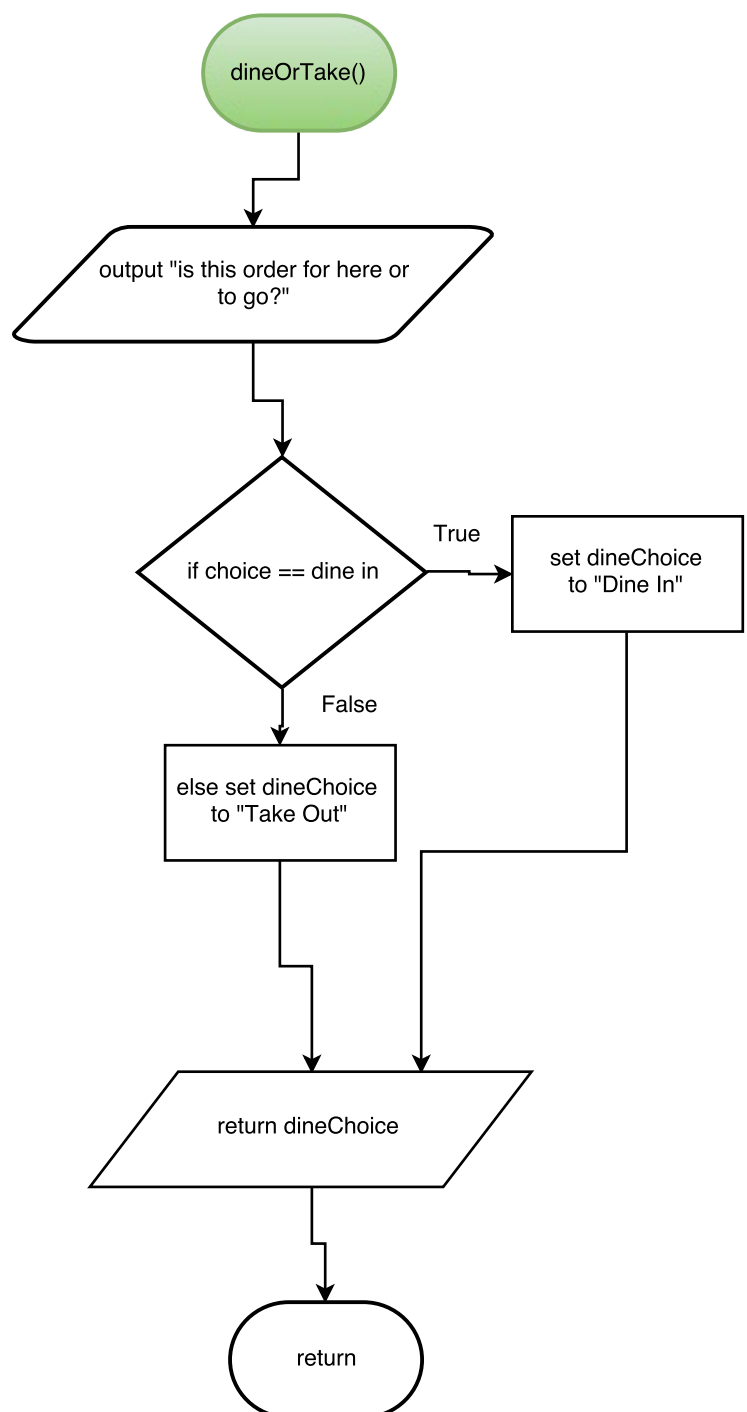 dineOrTake()
output "is this order for here or
to go?"
if choice == dine in
True
set dineChoice
to "Dine In"
False
else set dineChoice
to "Take Out"
return dineChoice
return